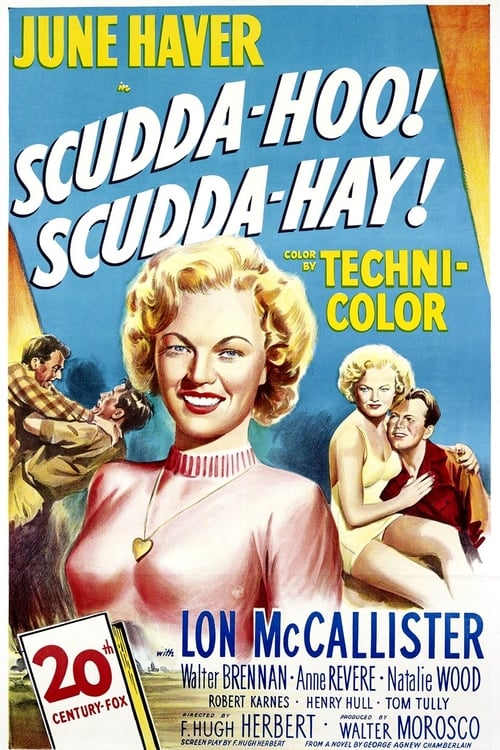 JUNE HAVER
in
SCUDDA-HOO!
SCUDDA-HAY!
COLOR BY TECHNI-
COLOR
with LON McCALLISTER
Walter BRENNAN · Anne REVERE · Natalie WOOD
ROBERT KARNES · HENRY HULL · TOM TULLY
DIRECTED BY F. HUGH HERBERT · PRODUCED BY WALTER MOROSCO
SCREEN PLAY BY F. HUGH HERBERT FROM A NOVEL BY GEORGE AGNEW CHAMBERLAIN
20th
CENTURY-FOX